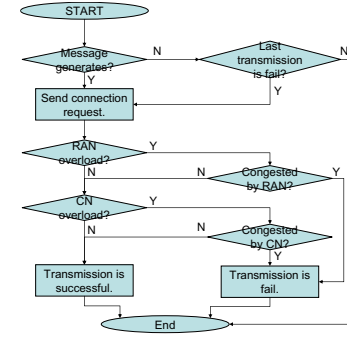 START
Message
generates?
N
Last
transmission
is fail?
N
Y
Y
Send connection
request.
RAN
overload?
Y
N
N
Congested
by RAN?
Y
CN
overload?
Y
N
N
Congested
by CN?
Y
Transmission is
successful.
Transmission is
fail.
End